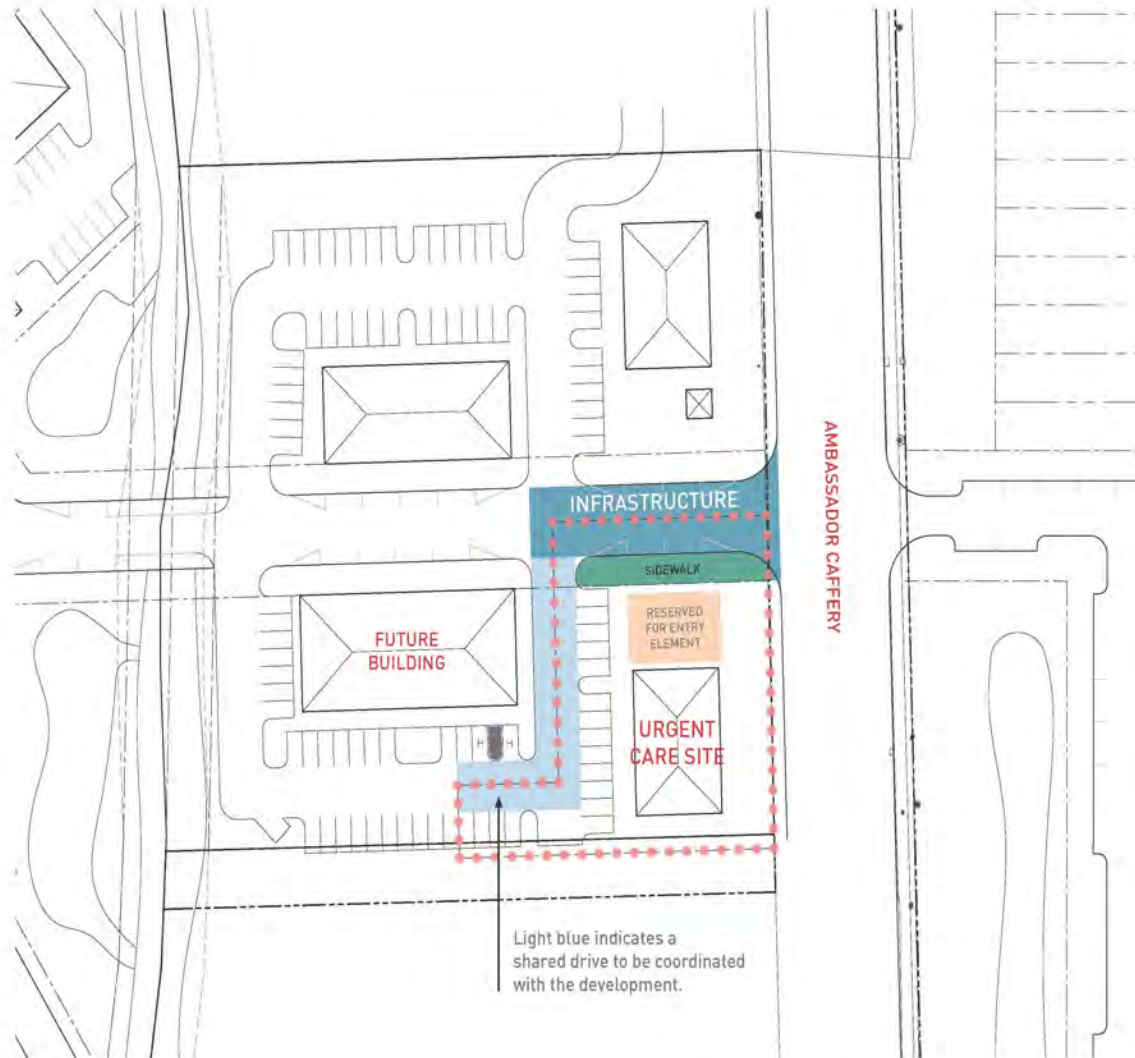 INFRASTRUCTURE
AMBASSADOR CAFFERY
SIDEWALK
RESERVED
FOR ENTRY
ELEMENT
FUTURE
BUILDING
URGENT
CARE SITE
H H
Light blue indicates a
shared drive to be coordinated
with the development.